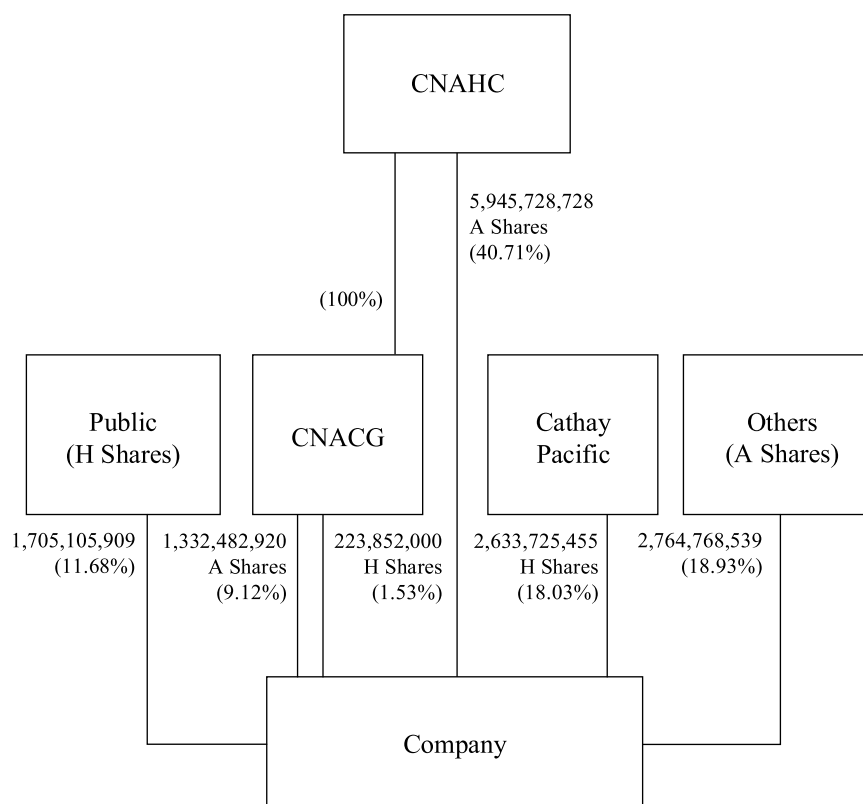 CNAHC
5,945,728,728
A Shares
(40.71%)
(100%)
Public
(H Shares)
CNACG
Cathay
Pacific
Others
(A Shares)
1,705,105,909
(11.68%)
1,332,482,920
A Shares
(9.12%)
223,852,000
H Shares
(1.53%)
2,633,725,455
H Shares
(18.03%)
2,764,768,539
(18.93%)
Company